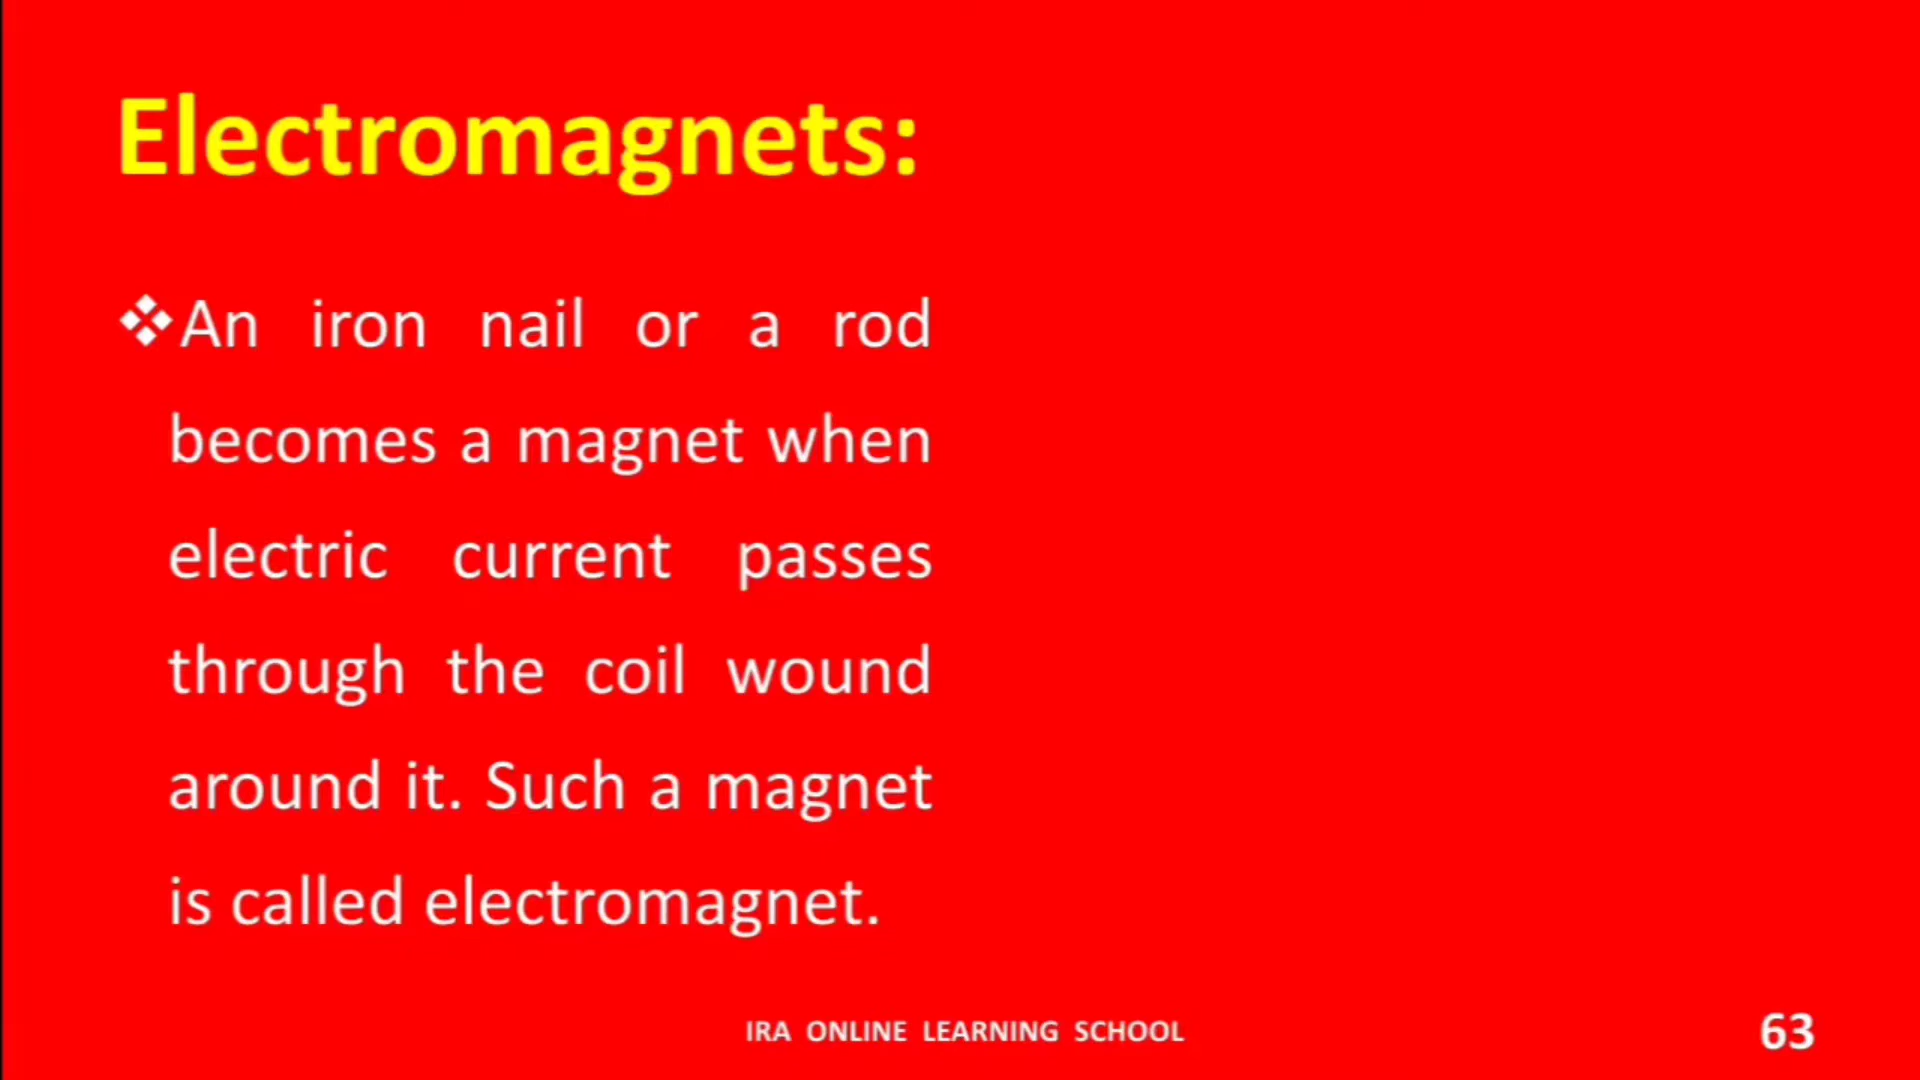 Electromagnets:
❖An iron nail or a rod
becomes a magnet when
electric current passes
through the coil wound
around it. Such a magnet
is called electromagnet.
IRA ONLINE LEARNING SCHOOL
63